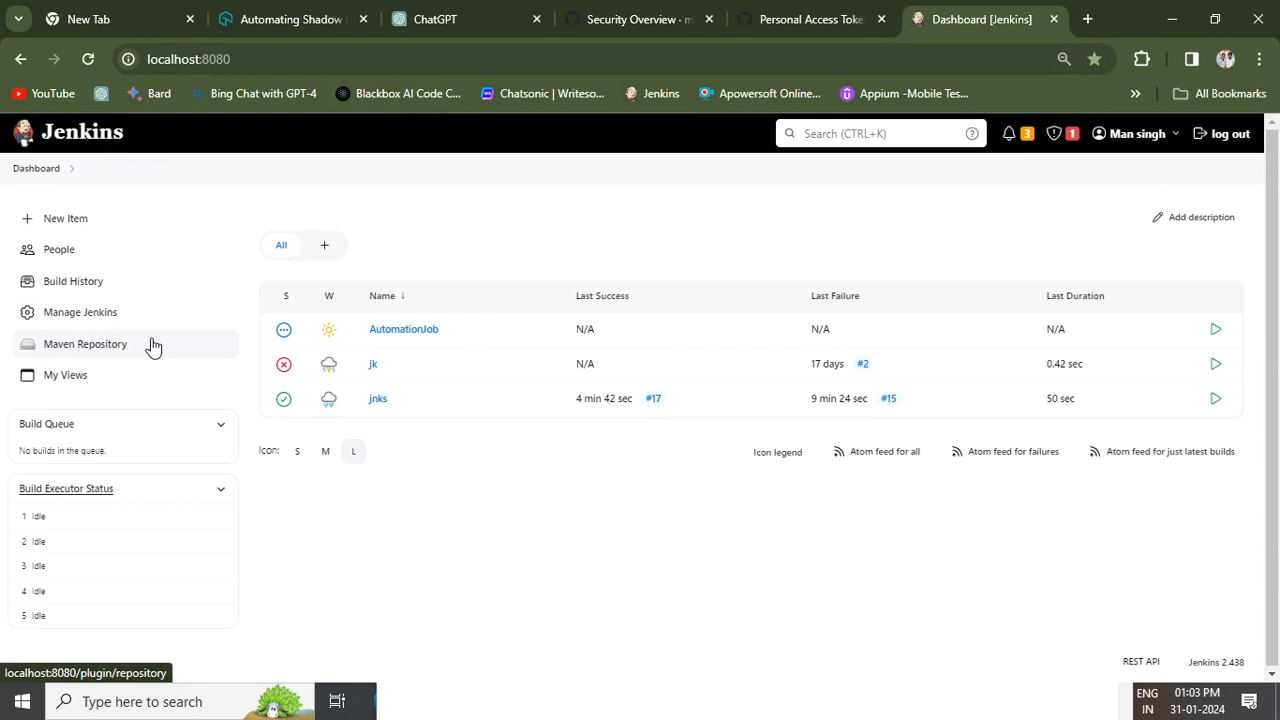 New Tab
Automating Shadow
ChatGPT
Security Overview - m
Personal Access Toke
Dashboard [Jenkins]
localhost:8080
YouTube
Bard
Bing Chat with GPT-4
Blackbox AI Code C...
Chatsonic | Writeso...
Jenkins
Apowersoft Online...
Appium -Mobile Tes...
All Bookmarks
Jenkins
Search (CTRL+K)
3
1
Man singh
log out
Dashboard
New Item
People
Build History
Manage Jenkins
Maven Repository
My Views
Add description
All
+
S W Name ↓ Last Success Last Failure Last Duration
AutomationJob N/A N/A N/A
jk N/A 17 days #2 0.42 sec
jnks 4 min 42 sec #17 9 min 24 sec #15 50 sec
Icon: S M L
Icon legend
Atom feed for all
Atom feed for failures
Atom feed for just latest builds
Build Queue
No builds in the queue.
Build Executor Status
1 Idle
2 Idle
3 Idle
4 Idle
5 Idle
REST API
Jenkins 2.438
localhost:8080/plugin/repository
Type here to search
ENG
IN
01:03 PM
31-01-2024